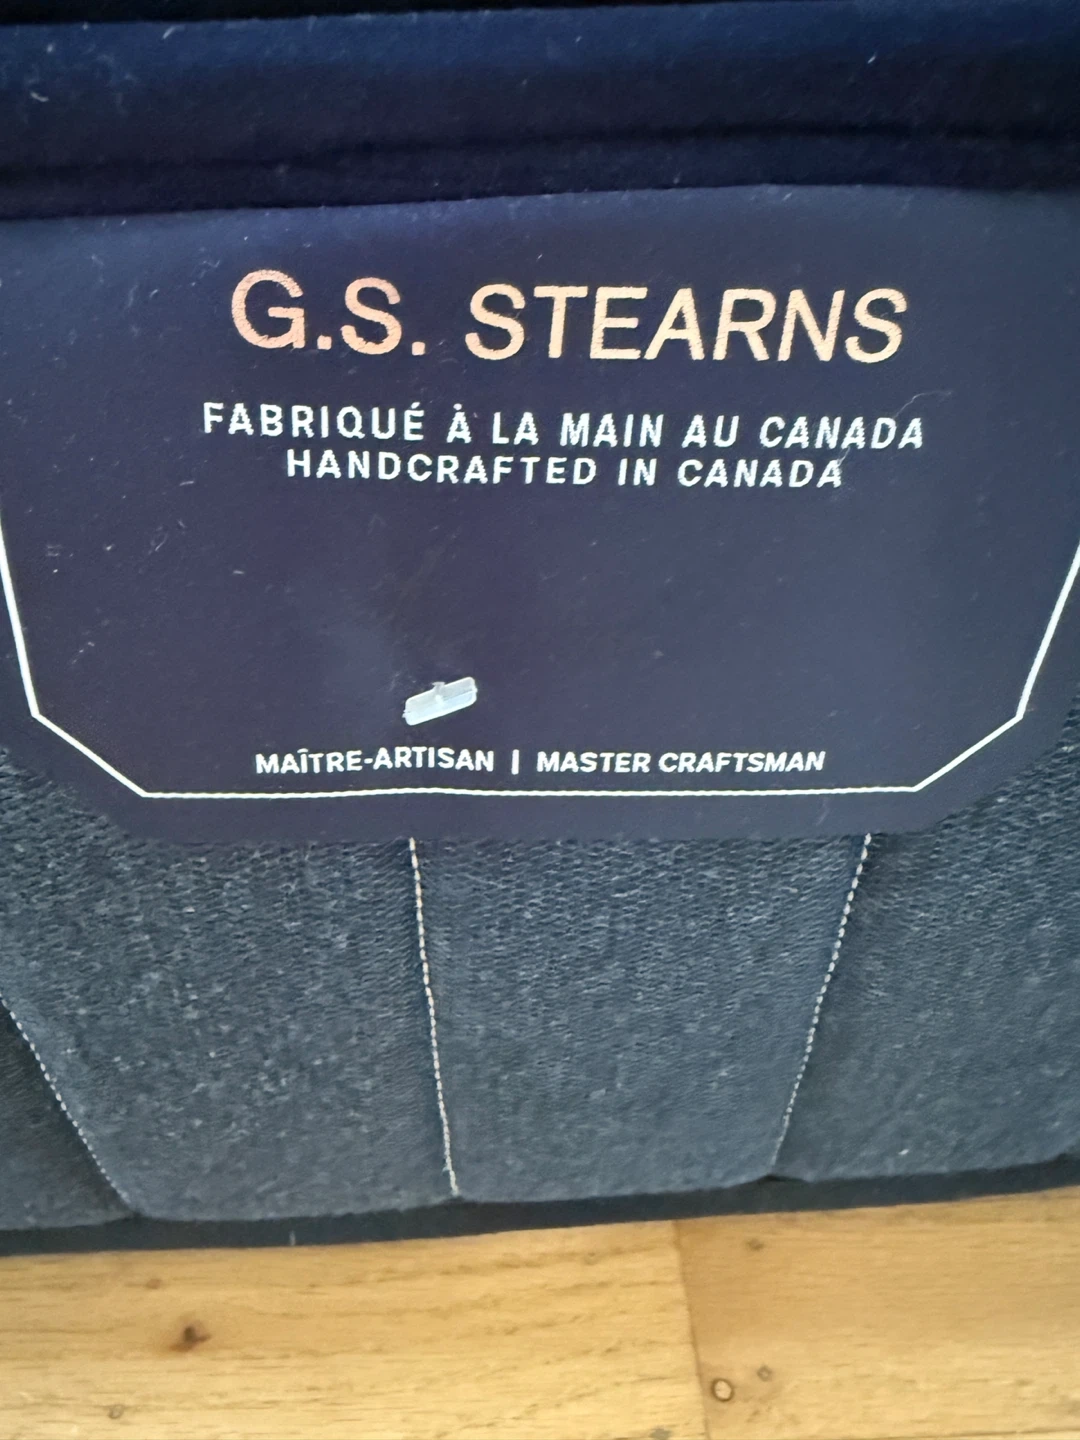 G.S. STEARNS
FABRIQUÉ À LA MAIN AU CANADA
HANDCRAFTED IN CANADA
MAÎTRE-ARTISAN | MASTER CRAFTSMAN